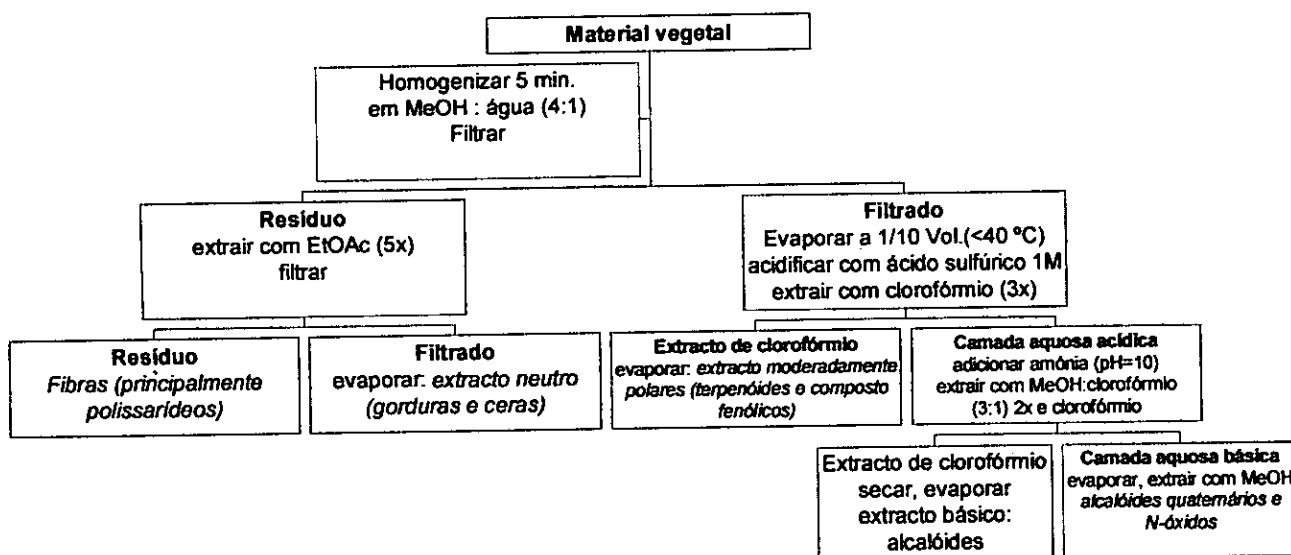 Material vegetal
Homogenizar 5 min.
em MeOH : água (4:1)
Filtrar
Resíduo
extrair com EtOAc (5x)
filtrar
Filtrado
Evaporar a 1/10 Vol.(<40 ºC)
acidificar com ácido sulfúrico 1M
extrair com clorofórmio (3x)
Resíduo
Fibras (principalmente
polissarídeos)
Filtrado
evaporar: extracto neutro
(gorduras e ceras)
Extracto de clorofórmio
evaporar: extracto moderadamente
polares (terpenóides e composto
fenólicos)
Camada aquosa acídica
adicionar amónia (pH=10)
extrair com MeOH:clorofórmio
(3:1) 2x e clorofórmio
Extracto de clorofórmio
secar, evaporar
extracto básico:
alcalóides
Camada aquosa básica
evaporar, extrair com MeOH
alcalóides quaternários e
N-óxidos